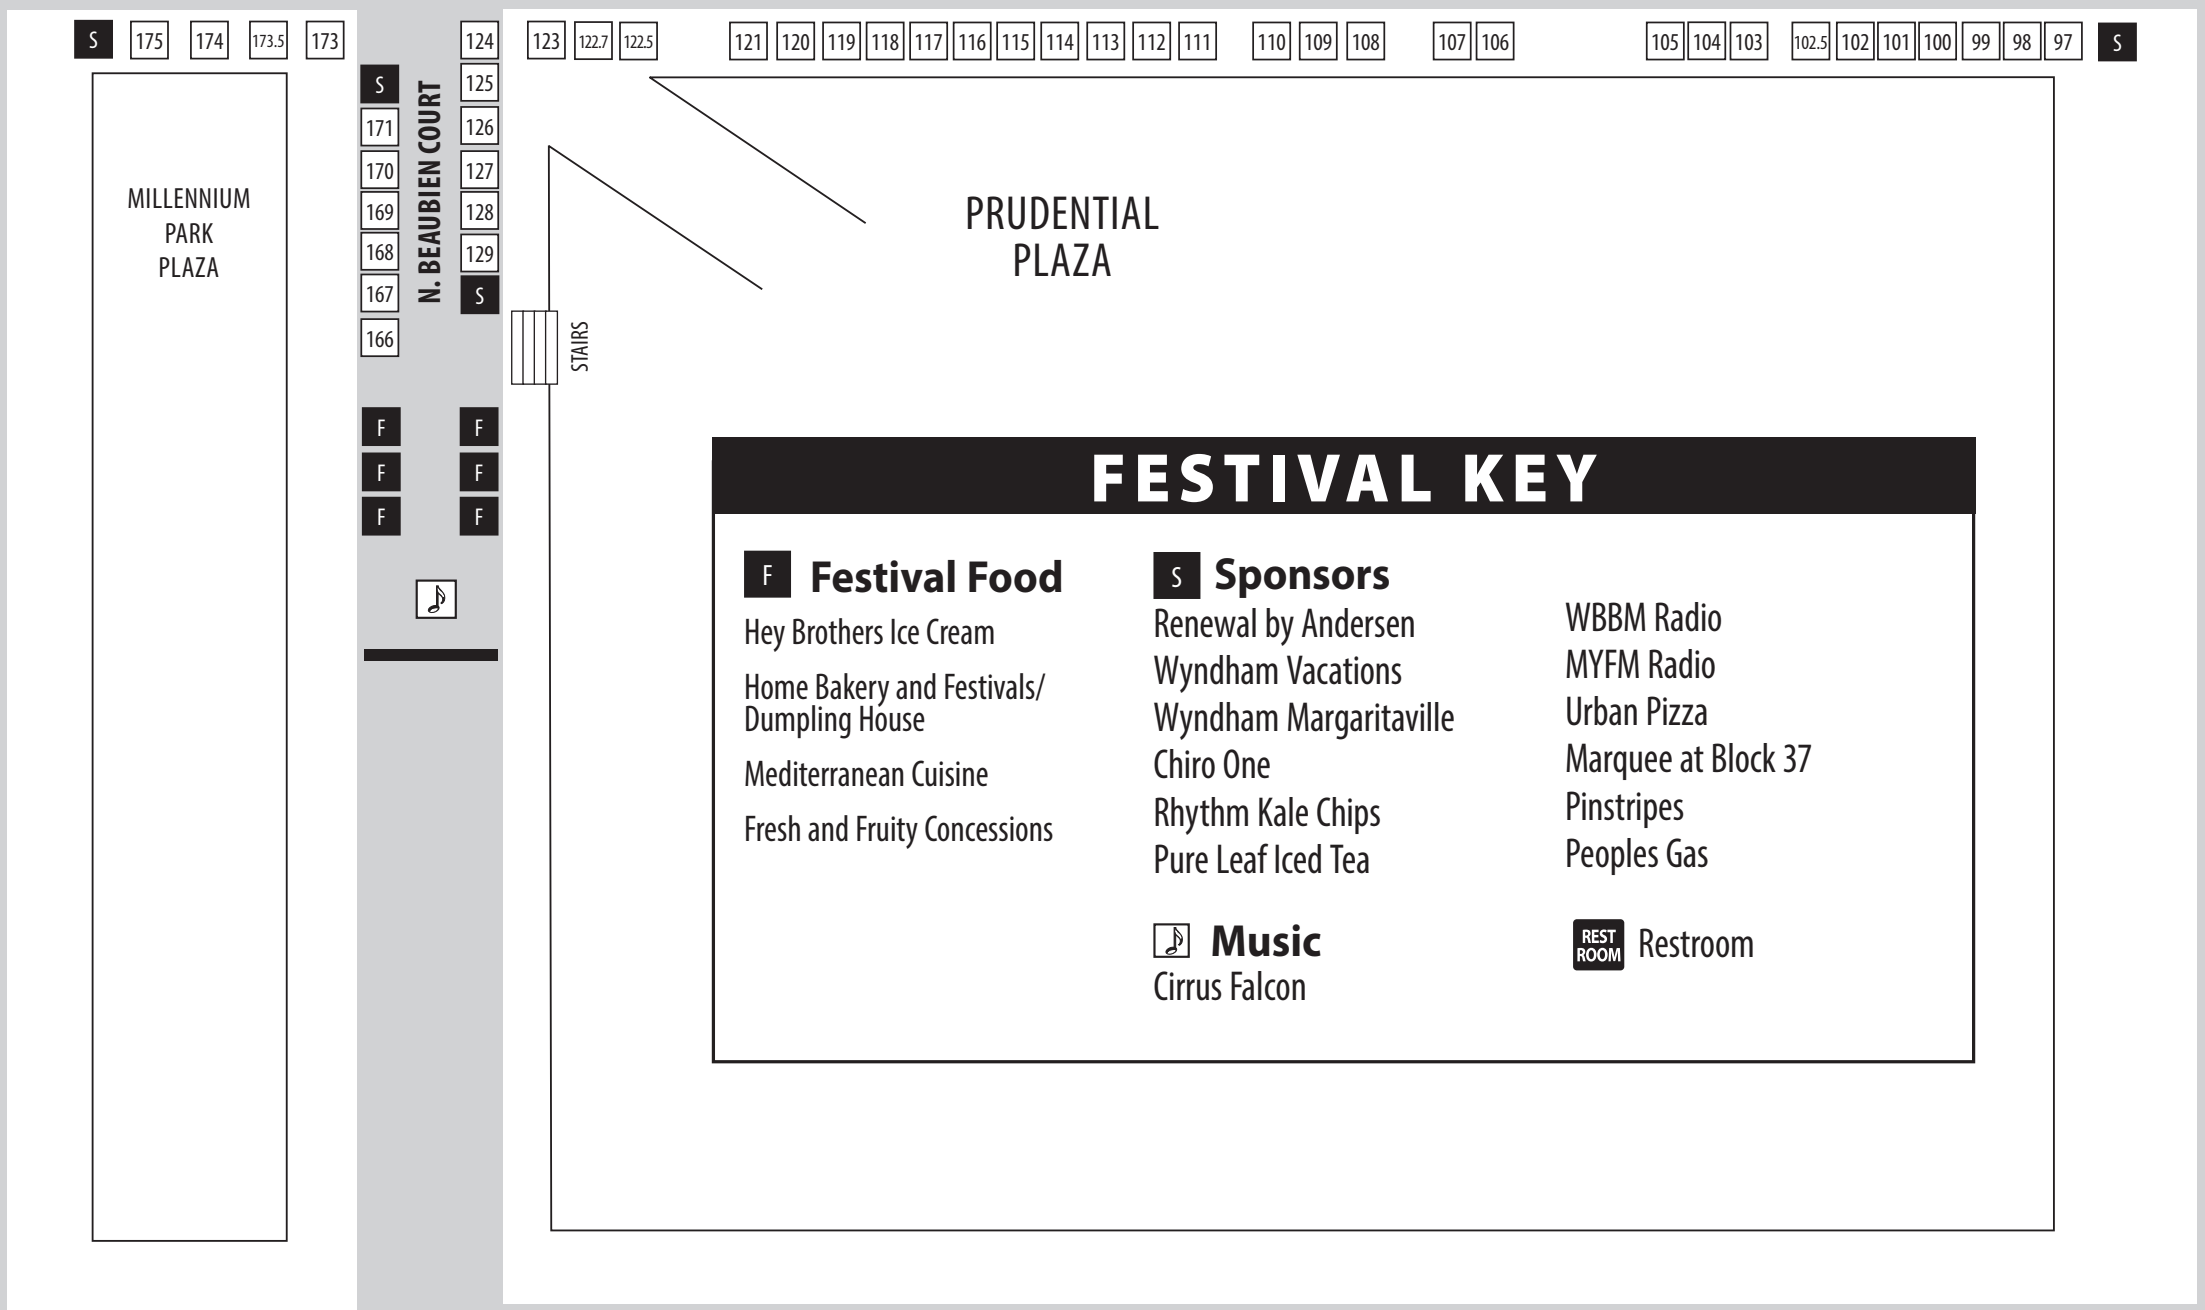 S 175 174 173.5 173 124 123 122.7 122.5 121 120 119 118 117 116 115 114 113 112 111 110 109 108 107 106 105 104 103 102.5 102 101 100 99 98 97 S
S
171
170
169
168
167
166
N. BEAUBIEN COURT
125
126
127
128
129
S
F F
F F
F F
MILLENNIUM
PARK
PLAZA
STAIRS
PRUDENTIAL
PLAZA
FESTIVAL KEY
F Festival Food
Hey Brothers Ice Cream
Home Bakery and Festivals/
Dumpling House
Mediterranean Cuisine
Fresh and Fruity Concessions
S Sponsors
Renewal by Andersen
Wyndham Vacations
Wyndham Margaritaville
Chiro One
Rhythm Kale Chips
Pure Leaf Iced Tea
WBBM Radio
MYFM Radio
Urban Pizza
Marquee at Block 37
Pinstripes
Peoples Gas
Music
Cirrus Falcon
REST
ROOM
Restroom